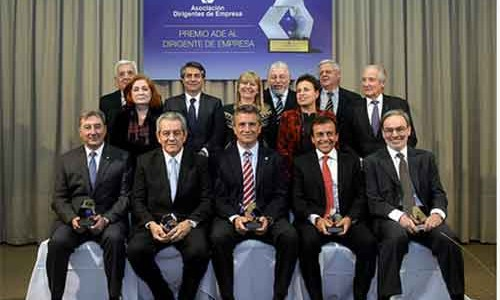 Asociación
Dirigentes de Empresa
PREMIO ADE AL
DIRIGENTE DE EMPRESA